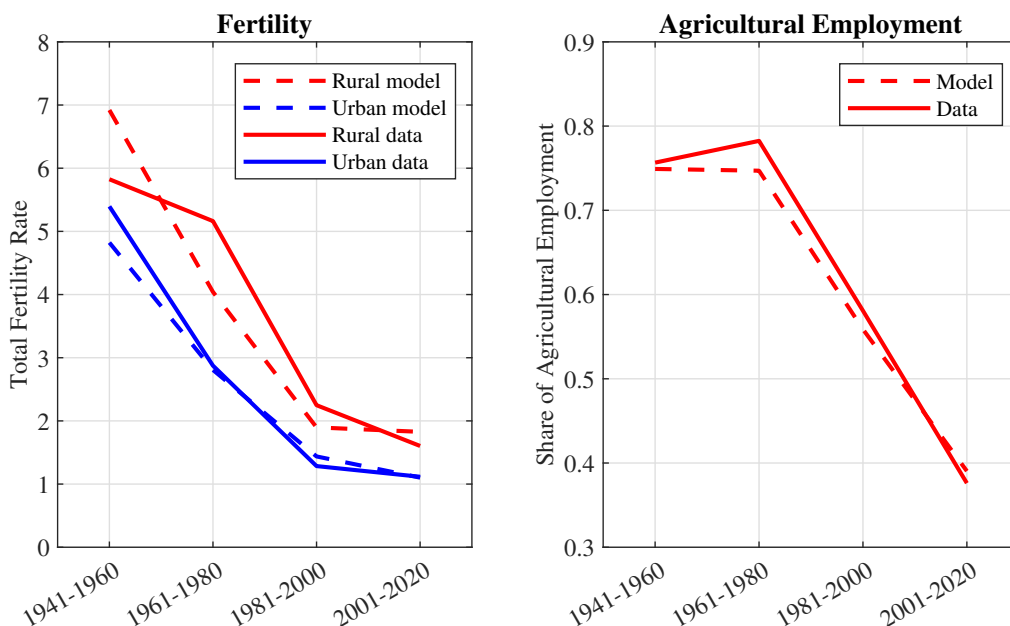 Fertility
Total Fertility Rate
8
7
6
5
4
3
2
1
0
Rural model
Urban model
Rural data
Urban data
1941-1960
1961-1980
1981-2000
2001-2020
Agricultural Employment
Share of Agricultural Employment
0.9
0.8
0.7
0.6
0.5
0.4
0.3
Model
Data
1941-1960
1961-1980
1981-2000
2001-2020